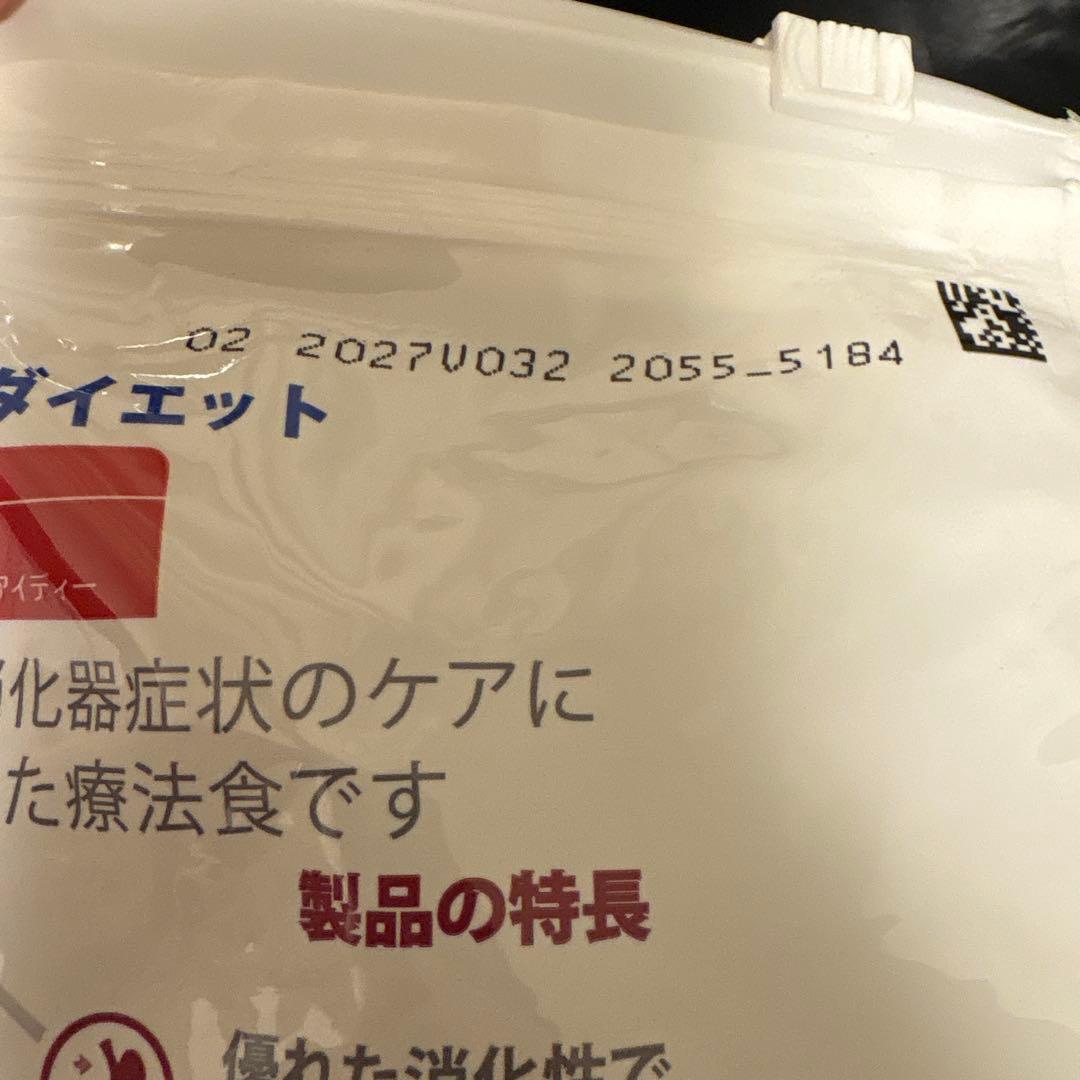 02 2027V032 2055_5184
ダイエット
アイティー
消化器症状のケアに
た療法食です
製品の特長
優れた消化性で